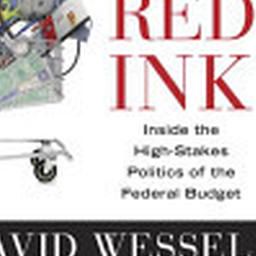 RED
INK
Inside the
High-Stakes
Politics of the
Federal Budget
AVID WESSEL